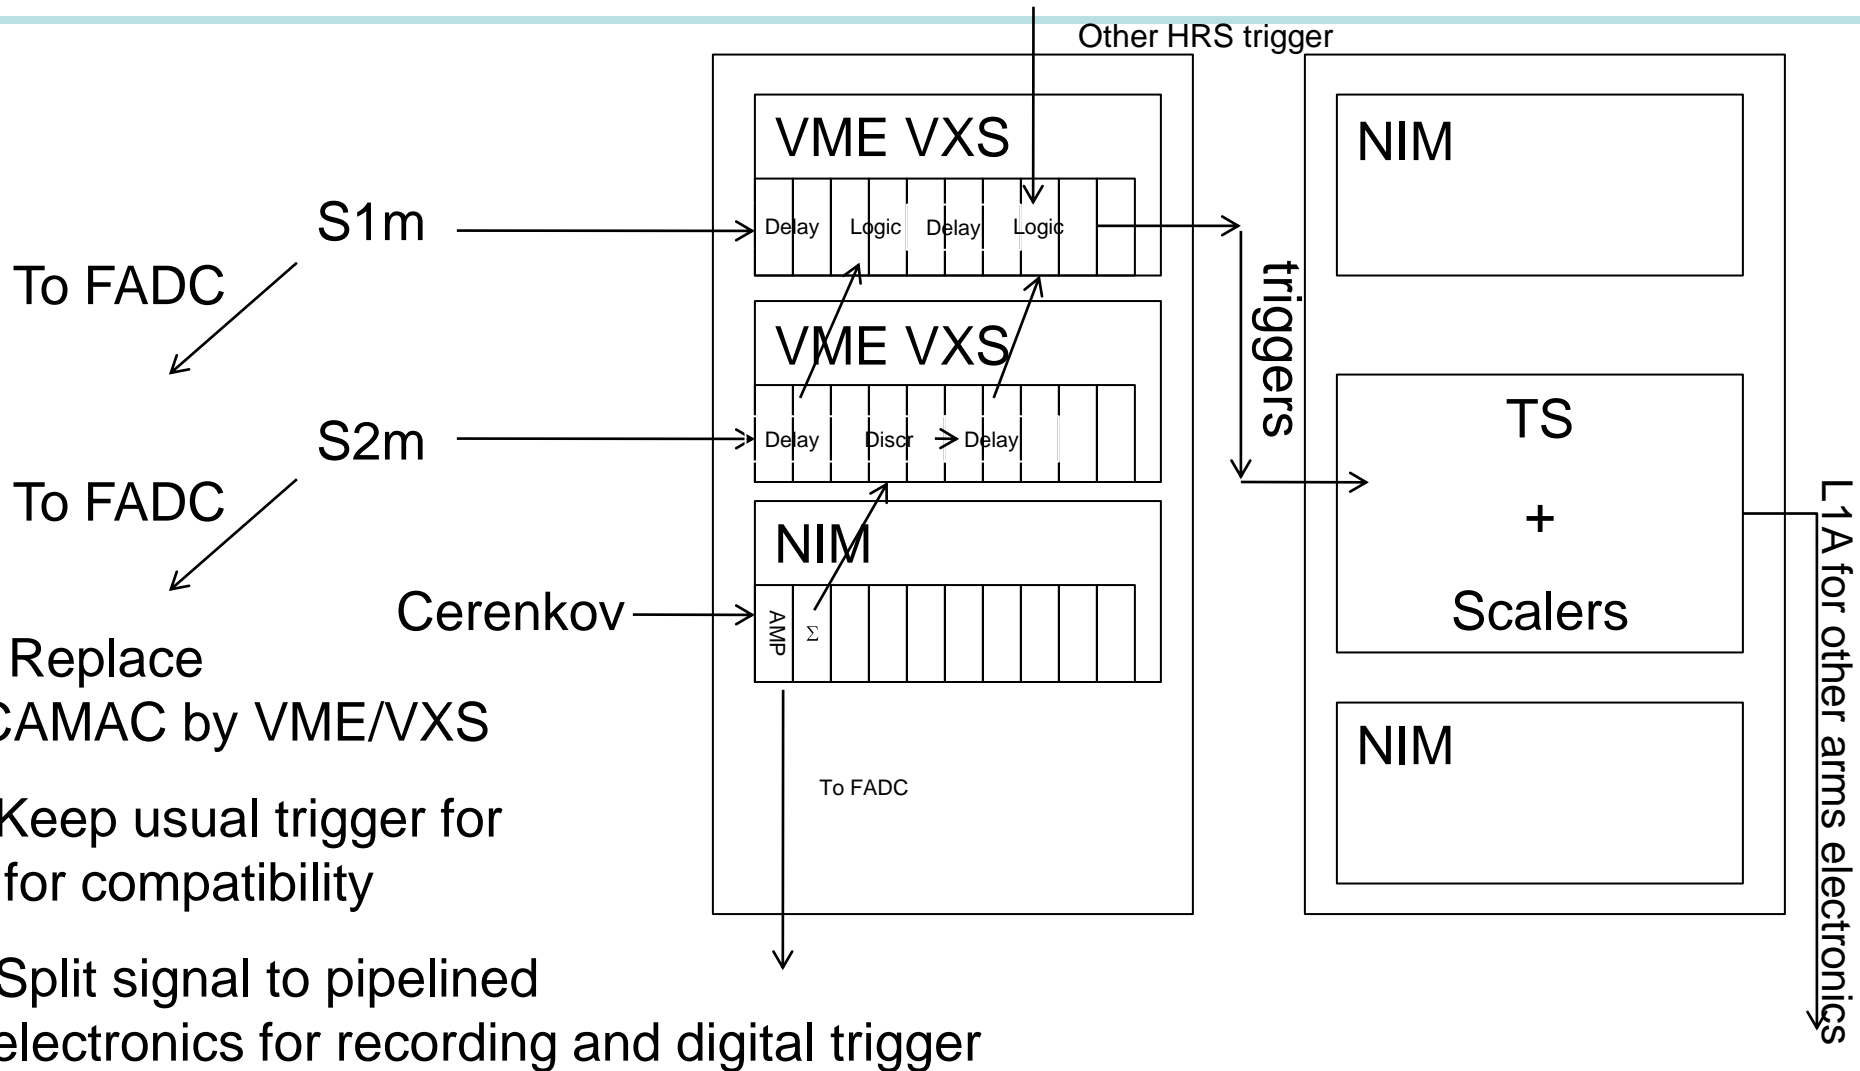 Other HRS trigger
VME VXS
Delay Logic Delay Logic
S1m
To FADC
VME VXS
Delay Discr Delay
S2m
To FADC
NIM
AMP Σ
Cerenkov
To FADC
triggers
NIM
TS
+
Scalers
NIM
L1A for other arms electronics
Replace
CAMAC by VME/VXS
Keep usual trigger for
for compatibility
Split signal to pipelined
electronics for recording and digital trigger